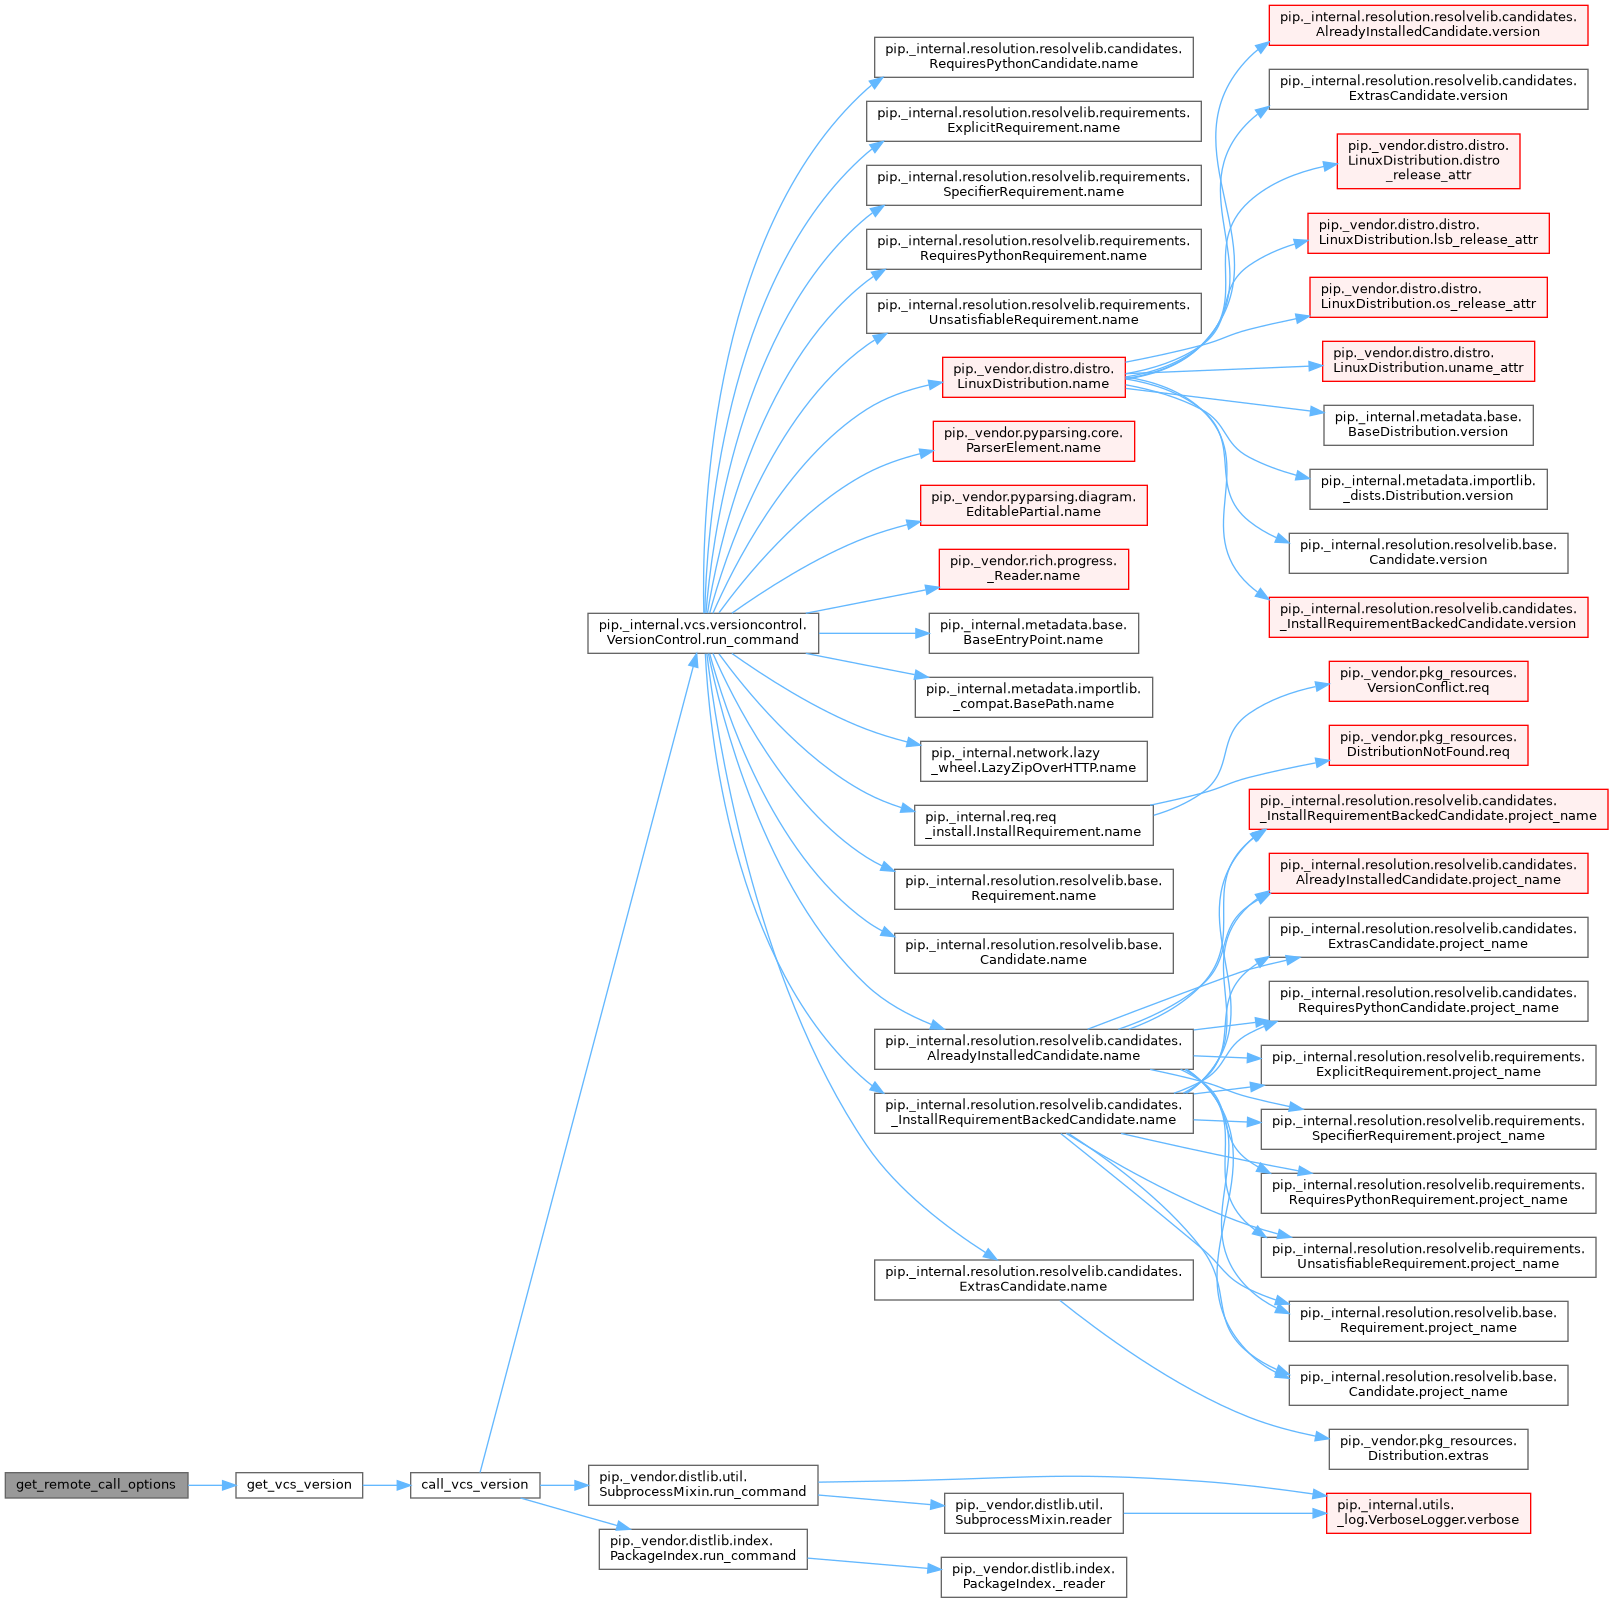 get_remote_call_options
get_vcs_version
call_vcs_version
pip._internal.vcs.versioncontrol.
VersionControl.run_command
pip._vendor.distlib.util.
SubprocessMixin.run_command
pip._vendor.distlib.index.
PackageIndex.run_command
pip._internal.resolution.resolvelib.candidates.
RequiresPythonCandidate.name
pip._internal.resolution.resolvelib.requirements.
ExplicitRequirement.name
pip._internal.resolution.resolvelib.requirements.
SpecifierRequirement.name
pip._internal.resolution.resolvelib.requirements.
RequiresPythonRequirement.name
pip._internal.resolution.resolvelib.requirements.
UnsatisfiableRequirement.name
pip._vendor.distro.distro.
LinuxDistribution.name
pip._vendor.pyparsing.core.
ParserElement.name
pip._vendor.pyparsing.diagram.
EditablePartial.name
pip._vendor.rich.progress.
_Reader.name
pip._internal.metadata.base.
BaseEntryPoint.name
pip._internal.metadata.importlib.
_compat.BasePath.name
pip._internal.network.lazy
_wheel.LazyZipOverHTTP.name
pip._internal.req.req
_install.InstallRequirement.name
pip._internal.resolution.resolvelib.base.
Requirement.name
pip._internal.resolution.resolvelib.base.
Candidate.name
pip._internal.resolution.resolvelib.candidates.
AlreadyInstalledCandidate.name
pip._internal.resolution.resolvelib.candidates.
_InstallRequirementBackedCandidate.name
pip._internal.resolution.resolvelib.candidates.
ExtrasCandidate.name
pip._vendor.distlib.util.
SubprocessMixin.reader
pip._vendor.distlib.index.
PackageIndex._reader
pip._internal.resolution.resolvelib.candidates.
AlreadyInstalledCandidate.version
pip._internal.resolution.resolvelib.candidates.
ExtrasCandidate.version
pip._vendor.distro.distro.
LinuxDistribution.distro
_release_attr
pip._vendor.distro.distro.
LinuxDistribution.lsb_release_attr
pip._vendor.distro.distro.
LinuxDistribution.os_release_attr
pip._vendor.distro.distro.
LinuxDistribution.uname_attr
pip._internal.metadata.base.
BaseDistribution.version
pip._internal.metadata.importlib.
_dists.Distribution.version
pip._internal.resolution.resolvelib.base.
Candidate.version
pip._internal.resolution.resolvelib.candidates.
_InstallRequirementBackedCandidate.version
pip._vendor.pkg_resources.
VersionConflict.req
pip._vendor.pkg_resources.
DistributionNotFound.req
pip._internal.resolution.resolvelib.candidates.
_InstallRequirementBackedCandidate.project_name
pip._internal.resolution.resolvelib.candidates.
AlreadyInstalledCandidate.project_name
pip._internal.resolution.resolvelib.candidates.
ExtrasCandidate.project_name
pip._internal.resolution.resolvelib.candidates.
RequiresPythonCandidate.project_name
pip._internal.resolution.resolvelib.requirements.
ExplicitRequirement.project_name
pip._internal.resolution.resolvelib.requirements.
SpecifierRequirement.project_name
pip._internal.resolution.resolvelib.requirements.
RequiresPythonRequirement.project_name
pip._internal.resolution.resolvelib.requirements.
UnsatisfiableRequirement.project_name
pip._internal.resolution.resolvelib.base.
Requirement.project_name
pip._internal.resolution.resolvelib.base.
Candidate.project_name
pip._vendor.pkg_resources.
Distribution.extras
pip._internal.utils.
_log.VerboseLogger.verbose